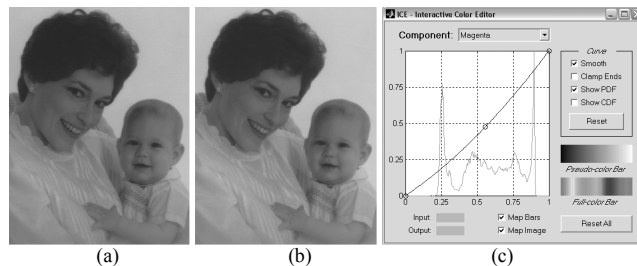 ICE - Interactive Color Editor
Component: Magenta
Curve
Smooth
Clamp Ends
Show PDF
Show CDF
Reset
1
0.75
0.5
0.25
0
0 0.25 0.5 0.75 1
Pseudo-color Bar
Full-color Bar
Input:
Output:
Map Bars
Map Image
Reset All
(a) (b) (c)